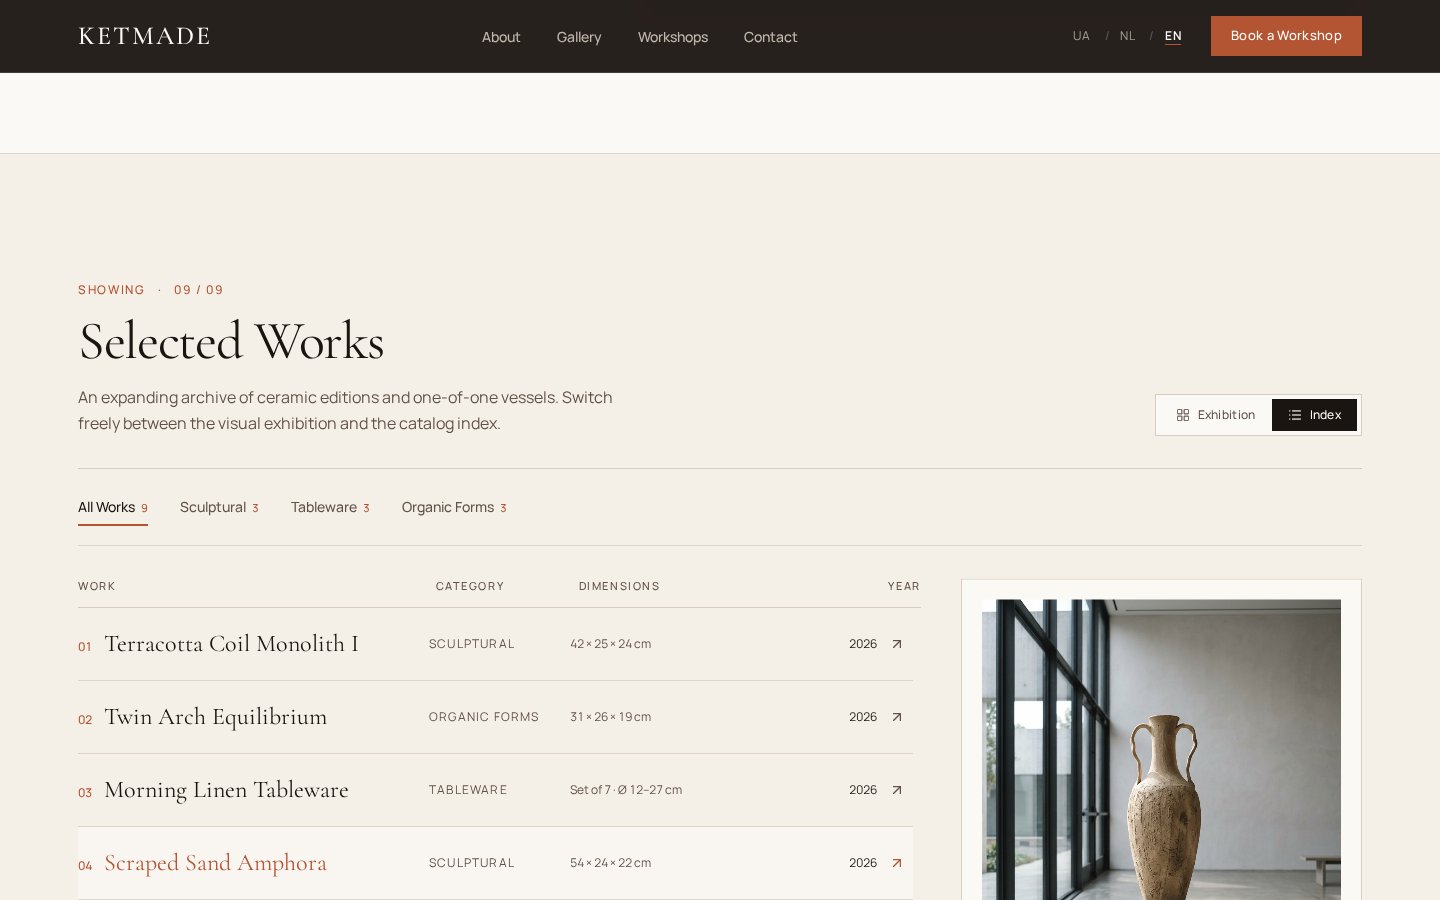 KETMADE
About Gallery Workshops Contact
UA / NL / EN
Book a Workshop
SHOWING · 09 / 09
Selected Works
An expanding archive of ceramic editions and one-of-one vessels. Switch
freely between the visual exhibition and the catalog index.
Exhibition Index
All Works 9 Sculptural 3 Tableware 3 Organic Forms 3
WORK CATEGORY DIMENSIONS YEAR
01 Terracotta Coil Monolith I SCULPTURAL 42 × 25 × 24 cm 2026
02 Twin Arch Equilibrium ORGANIC FORMS 31 × 26 × 19 cm 2026
03 Morning Linen Tableware TABLEWARE Set of 7 · Ø 12–27 cm 2026
04 Scraped Sand Amphora SCULPTURAL 54 × 24 × 22 cm 2026